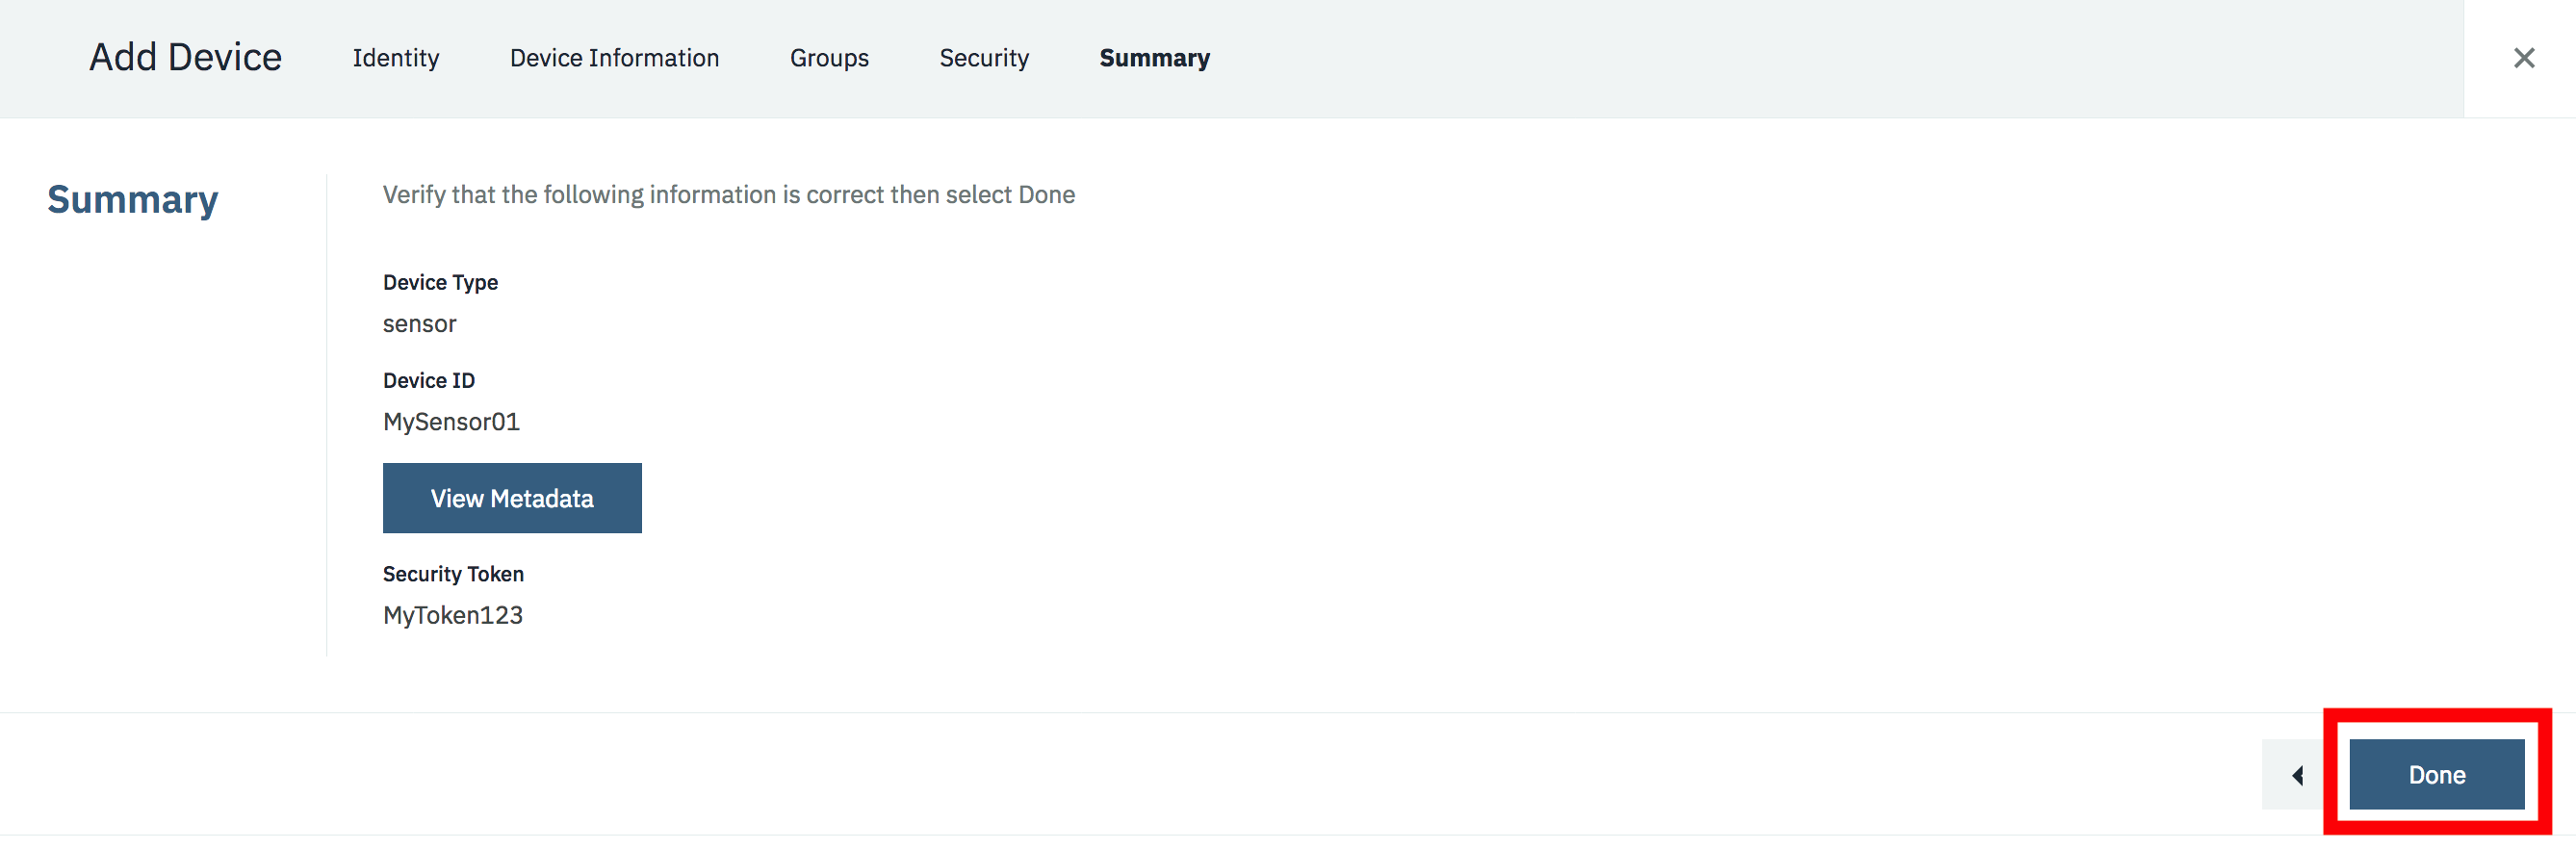 Add Device Identity Device Information Groups Security Summary
Summary
Verify that the following information is correct then select Done
Device Type
sensor
Device ID
MySensor01
View Metadata
Security Token
MyToken123
Done